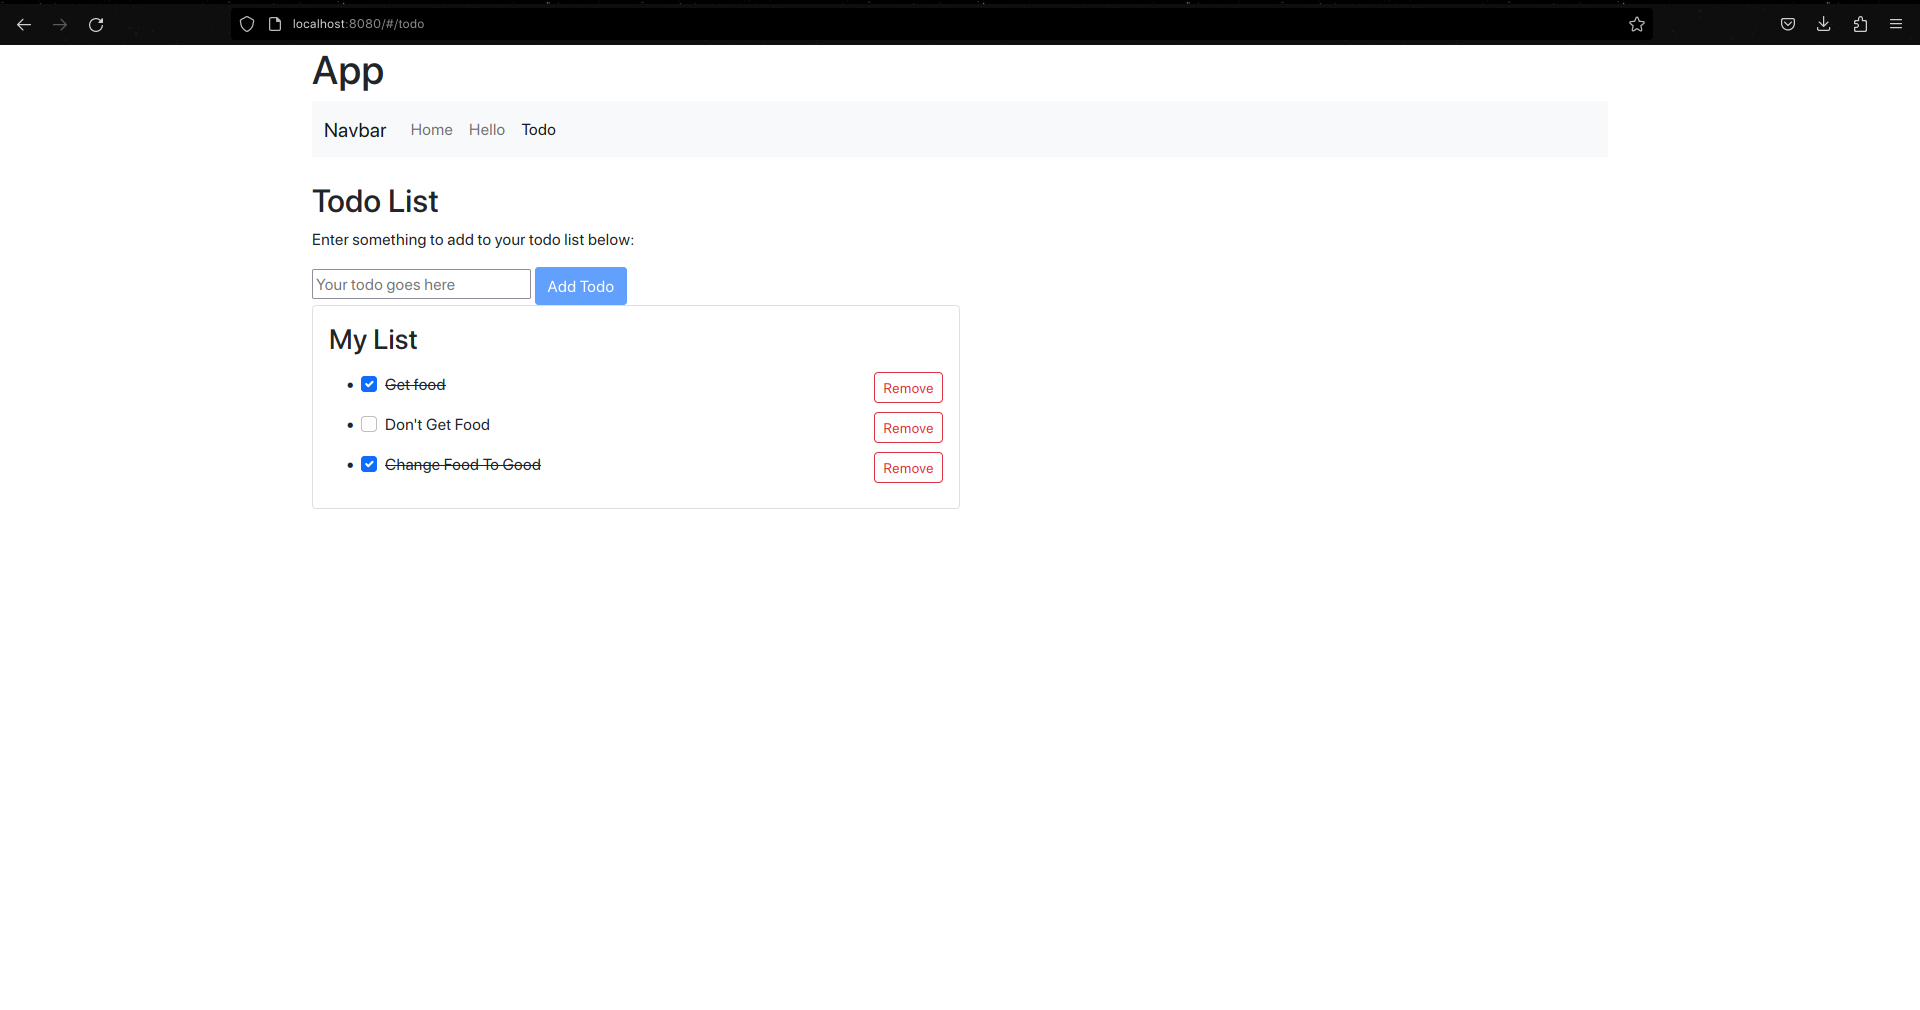 localhost:8080/#/todo
App
Navbar Home Hello Todo
Todo List
Enter something to add to your todo list below:
Your todo goes here Add Todo
My List
Get food Remove
Don't Get Food Remove
Change Food To Good Remove